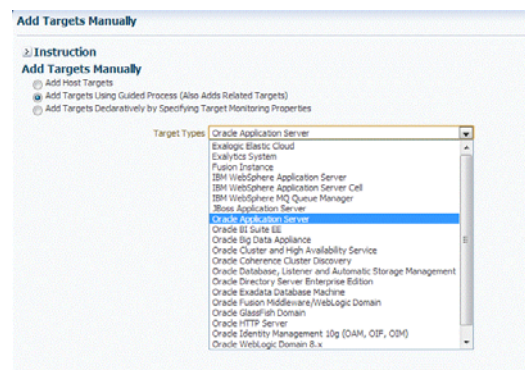 Add Targets Manually
Instruction
Add Targets Manually
Add Host Targets
Add Targets Using Guided Process (Also Adds Related Targets)
Add Targets Declaratively by Specifying Target Monitoring Properties
Target Types Oracle Application Server
Exalogic Elastic Cloud
Exalytics System
Fusion Instance
IBM WebSphere Application Server
IBM WebSphere Application Server Cell
IBM WebSphere MQ Queue Manager
JBoss Application Server
Oracle Application Server
Oracle BI Suite EE
Oracle Big Data Appliance
Oracle Cluster and High Availability Service
Oracle Coherence Cluster Discovery
Oracle Database, Listener and Automatic Storage Management
Oracle Directory Server Enterprise Edition
Oracle Exadata Database Machine
Oracle Fusion Middleware/WebLogic Domain
Oracle GlassFish Domain
Oracle HTTP Server
Oracle Identity Management 10g (OAM, OIF, OIM)
Oracle WebLogic Domain 8.x